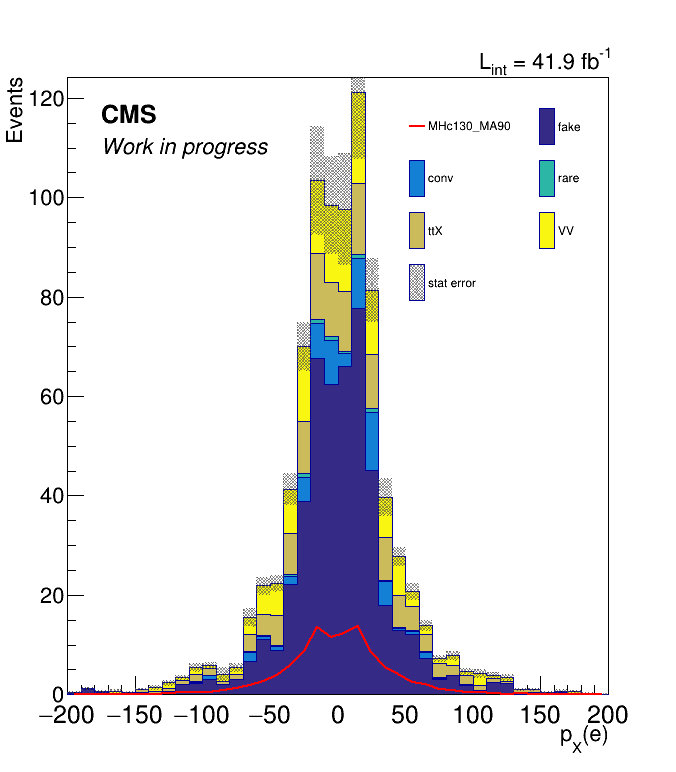 L_int = 41.9 fb^-1
Events
CMS
Work in progress
MHc130_MA90
fake
conv
rare
ttX
VV
stat error
120
100
80
60
40
20
0
−200 −150 −100 −50 0 50 100 150 200
p_x(e)